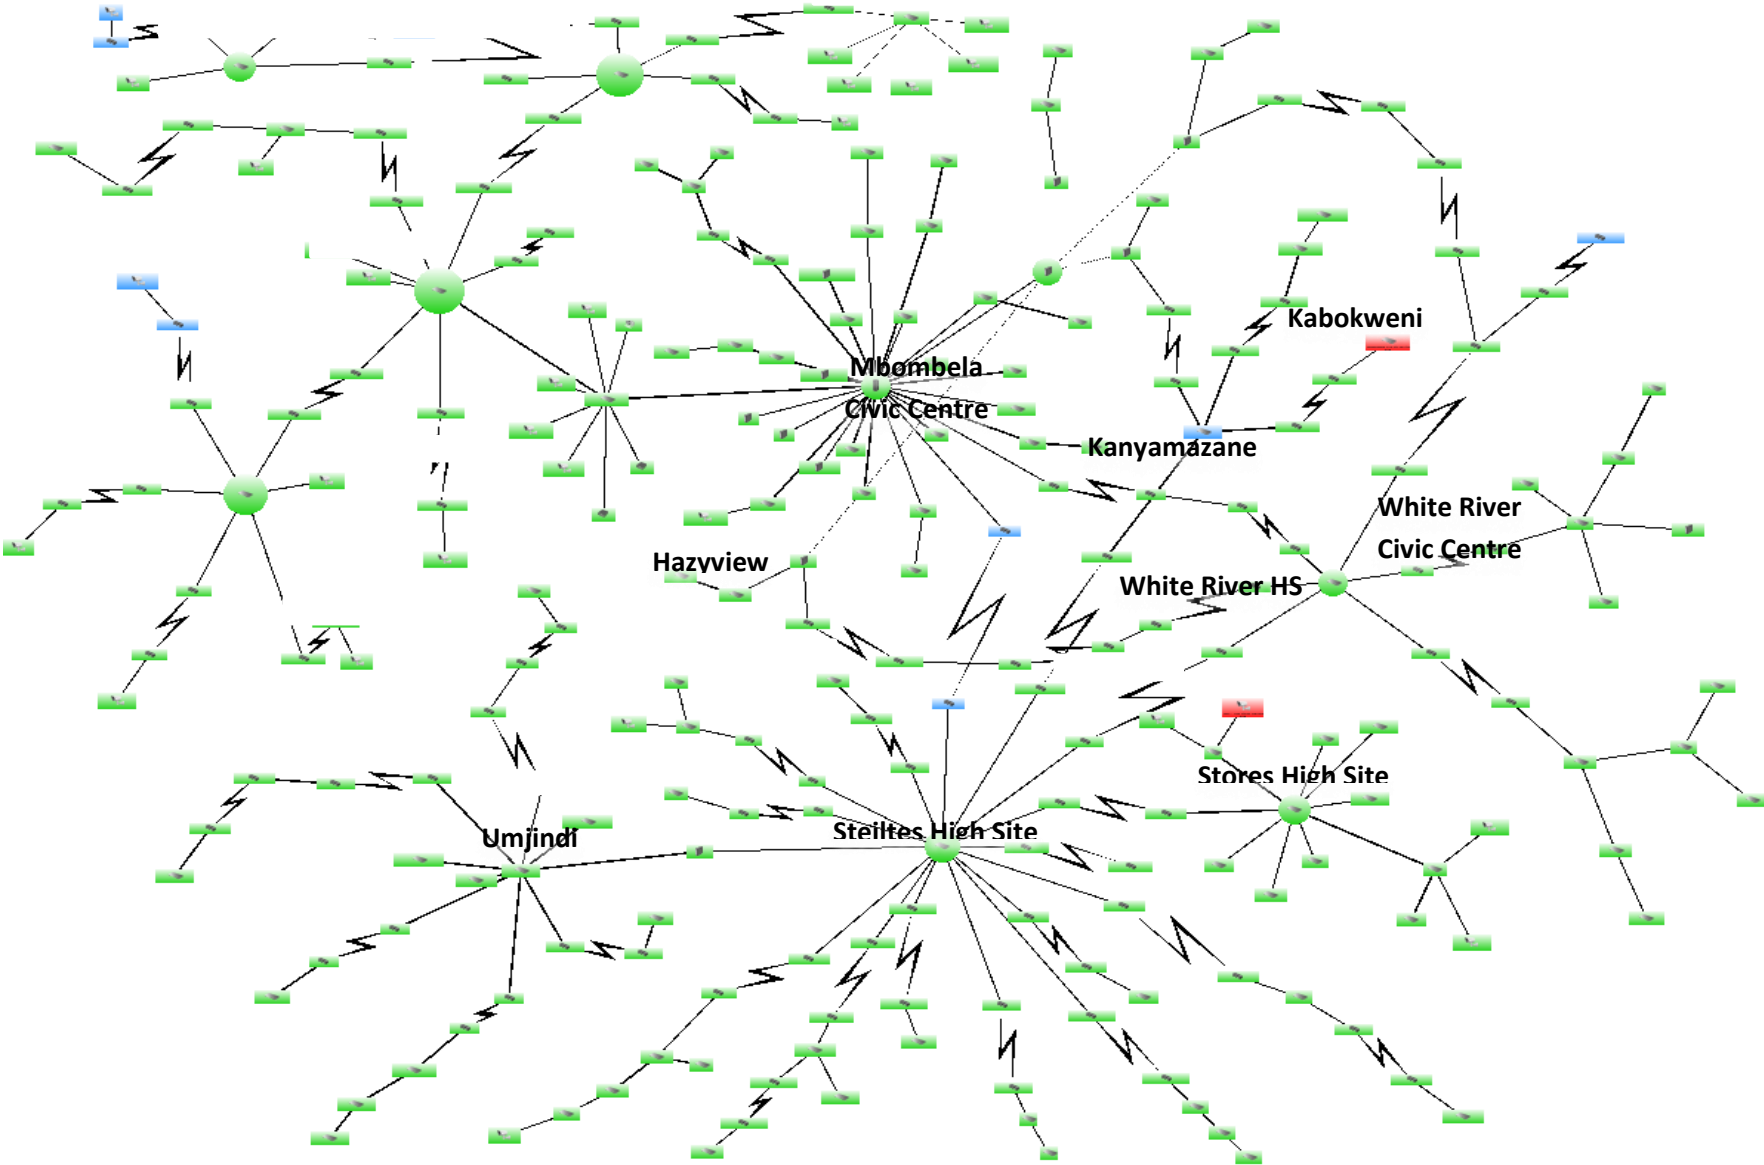 Kabokweni
Mbombela
Civic Centre
Kanyamazane
White River
Civic Centre
Hazyview
White River HS
Stores High Site
Umjindi
Steiltes High Site